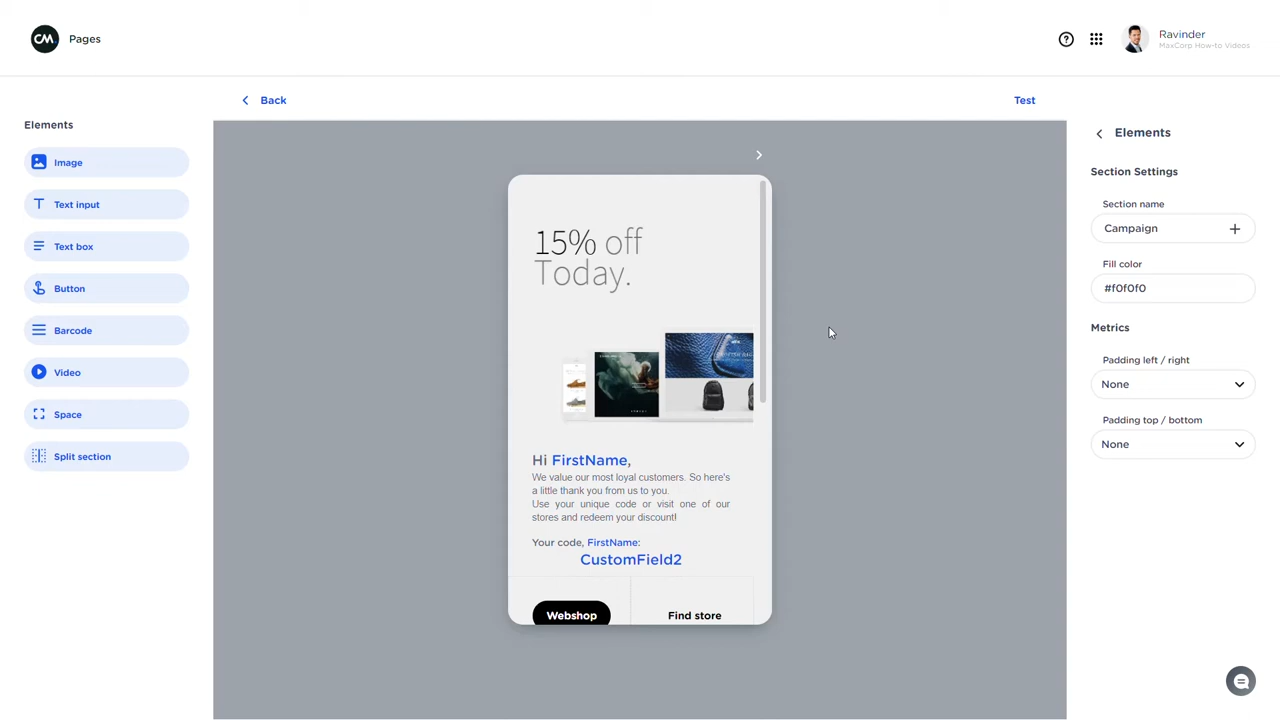 CM.
Pages
Ravinder
MaxCorp How-to Videos
Back
Test
Elements
Image
Text input
Text box
Button
Barcode
Video
Space
Split section
15% off
Today.
Hi FirstName,
We value our most loyal customers. So here's
a little thank you from us to you.
Use your unique code or visit one of our
stores and redeem your discount!
Your code, FirstName:
CustomField2
Webshop
Find store
Elements
Section Settings
Section name
Campaign
Fill color
#f0f0f0
Metrics
Padding left / right
None
Padding top / bottom
None